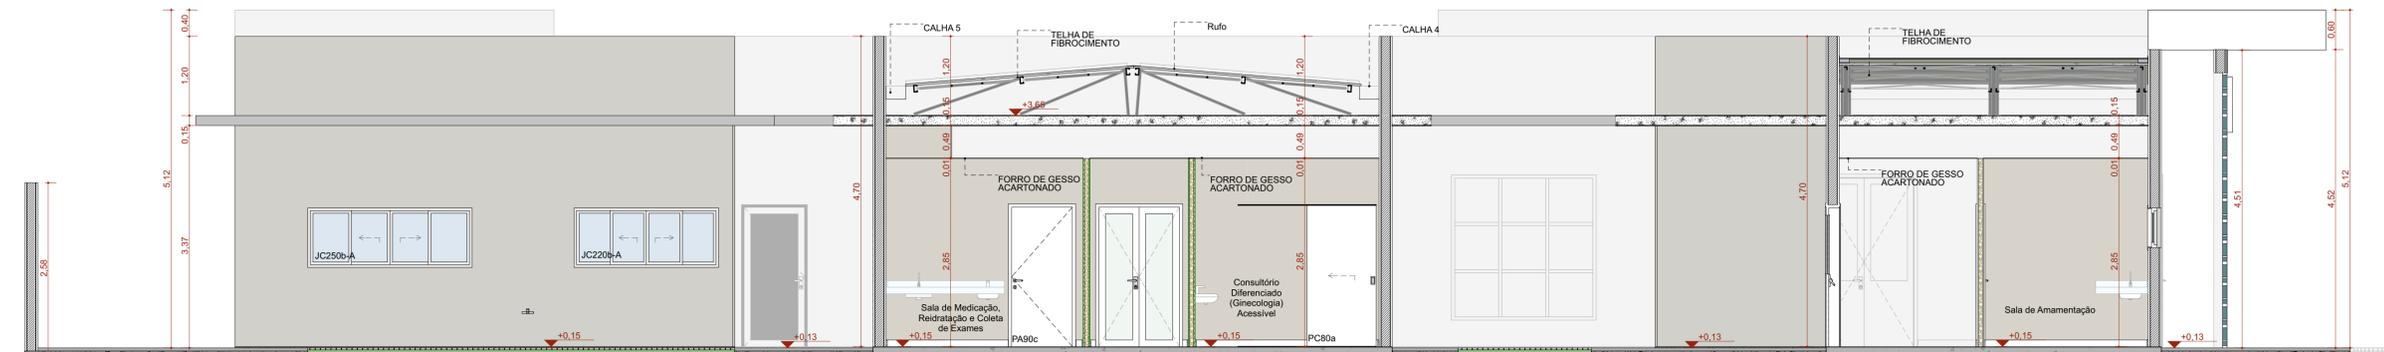 0,40
1,20
0,15
5,12
3,37
2,58
JC250b-A
JC220b-A
+0,15
+0,13
4,70
CALHA 5
TELHA DE
FIBROCIMENTO
Rufo
CALHA 4
1,20
0,15
+3,65
0,49
0,01
2,85
FORRO DE GESSO
ACARTONADO
Sala de Medicação,
Reidratação e Coleta
de Exames
+0,15
PA90c
1,20
0,15
0,49
0,01
2,85
FORRO DE GESSO
ACARTONADO
Consultório
Diferenciado
(Ginecologia)
Acessível
+0,15
PC80a
4,70
+0,13
TELHA DE
FIBROCIMENTO
FORRO DE GESSO
ACARTONADO
0,15
0,49
0,01
2,85
Sala de Amamentação
+0,15
+0,13
4,51
0,60
4,52
5,12